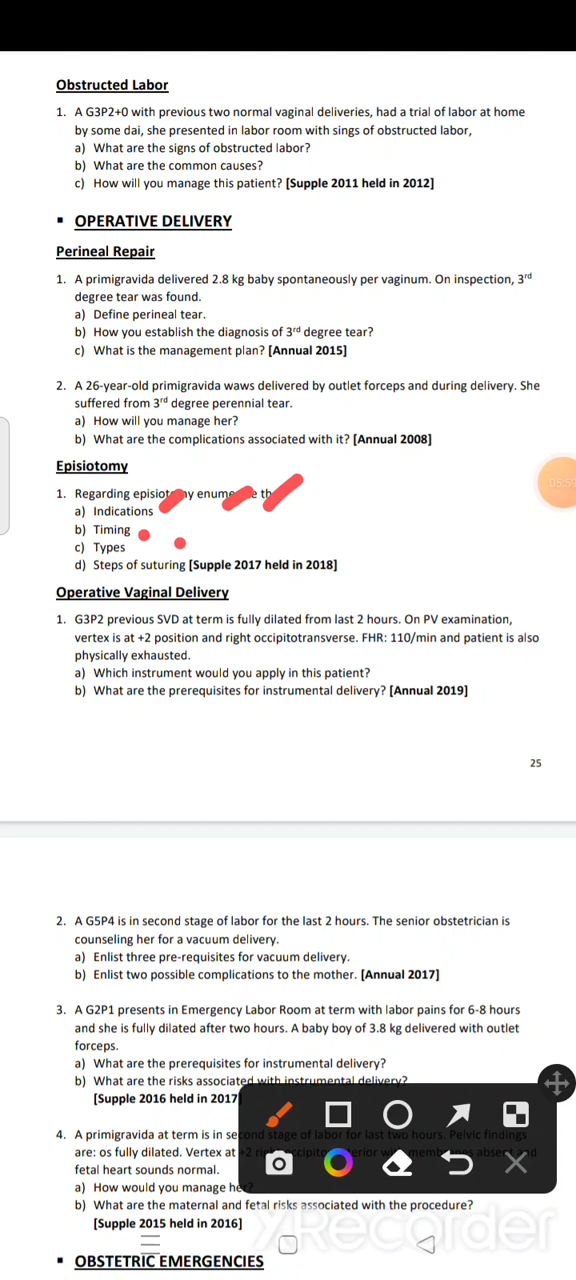 Obstructed Labor
1. A G3P2+0 with previous two normal vaginal deliveries, had a trial of labor at home
by some dai, she presented in labor room with sings of obstructed labor,
a) What are the signs of obstructed labor?
b) What are the common causes?
c) How will you manage this patient? [Supple 2011 held in 2012]
▪ OPERATIVE DELIVERY
Perineal Repair
1. A primigravida delivered 2.8 kg baby spontaneously per vaginum. On inspection, 3rd
degree tear was found.
a) Define perineal tear.
b) How you establish the diagnosis of 3rd degree tear?
c) What is the management plan? [Annual 2015]
2. A 26-year-old primigravida waws delivered by outlet forceps and during delivery. She
suffered from 3rd degree perennial tear.
a) How will you manage her?
b) What are the complications associated with it? [Annual 2008]
Episiotomy
1. Regarding episiotomy enumerate
a) Indications
b) Timing
c) Types
d) Steps of suturing [Supple 2017 held in 2018]
05:59
Operative Vaginal Delivery
1. G3P2 previous SVD at term is fully dilated from last 2 hours. On PV examination,
vertex is at +2 position and right occipitotransverse. FHR: 110/min and patient is also
physically exhausted.
a) Which instrument would you apply in this patient?
b) What are the prerequisites for instrumental delivery? [Annual 2019]
25
2. A G5P4 is in second stage of labor for the last 2 hours. The senior obstetrician is
counseling her for a vacuum delivery.
a) Enlist three pre-requisites for vacuum delivery.
b) Enlist two possible complications to the mother. [Annual 2017]
3. A G2P1 presents in Emergency Labor Room at term with labor pains for 6-8 hours
and she is fully dilated after two hours. A baby boy of 3.8 kg delivered with outlet
forceps.
a) What are the prerequisites for instrumental delivery?
b) What are the risks associated with instrumental delivery?
[Supple 2016 held in 2017]
4. A primigravida at term is in second stage of labor for last two hours. Pelvic findings
are: os fully dilated. Vertex at +2 right occipito with absent and
fetal heart sounds normal.
a) How would you manage her?
b) What are the maternal and fetal risks associated with the procedure?
[Supple 2015 held in 2016]
XRecorder
▪ OBSTETRIC EMERGENCIES